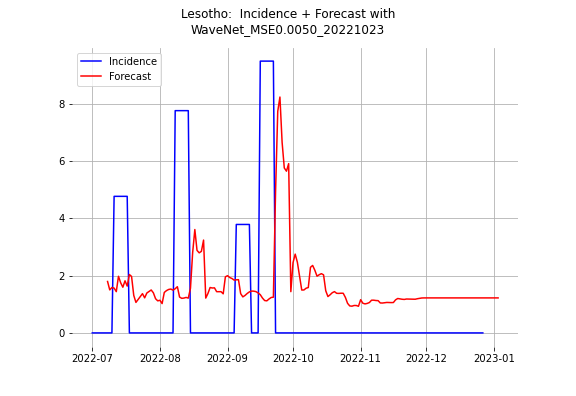 Lesotho:  Incidence + Forecast with
WaveNet_MSE0.0050_20221023
Incidence
Forecast
8
6
4
2
0
2022-07 2022-08 2022-09 2022-10 2022-11 2022-12 2023-01